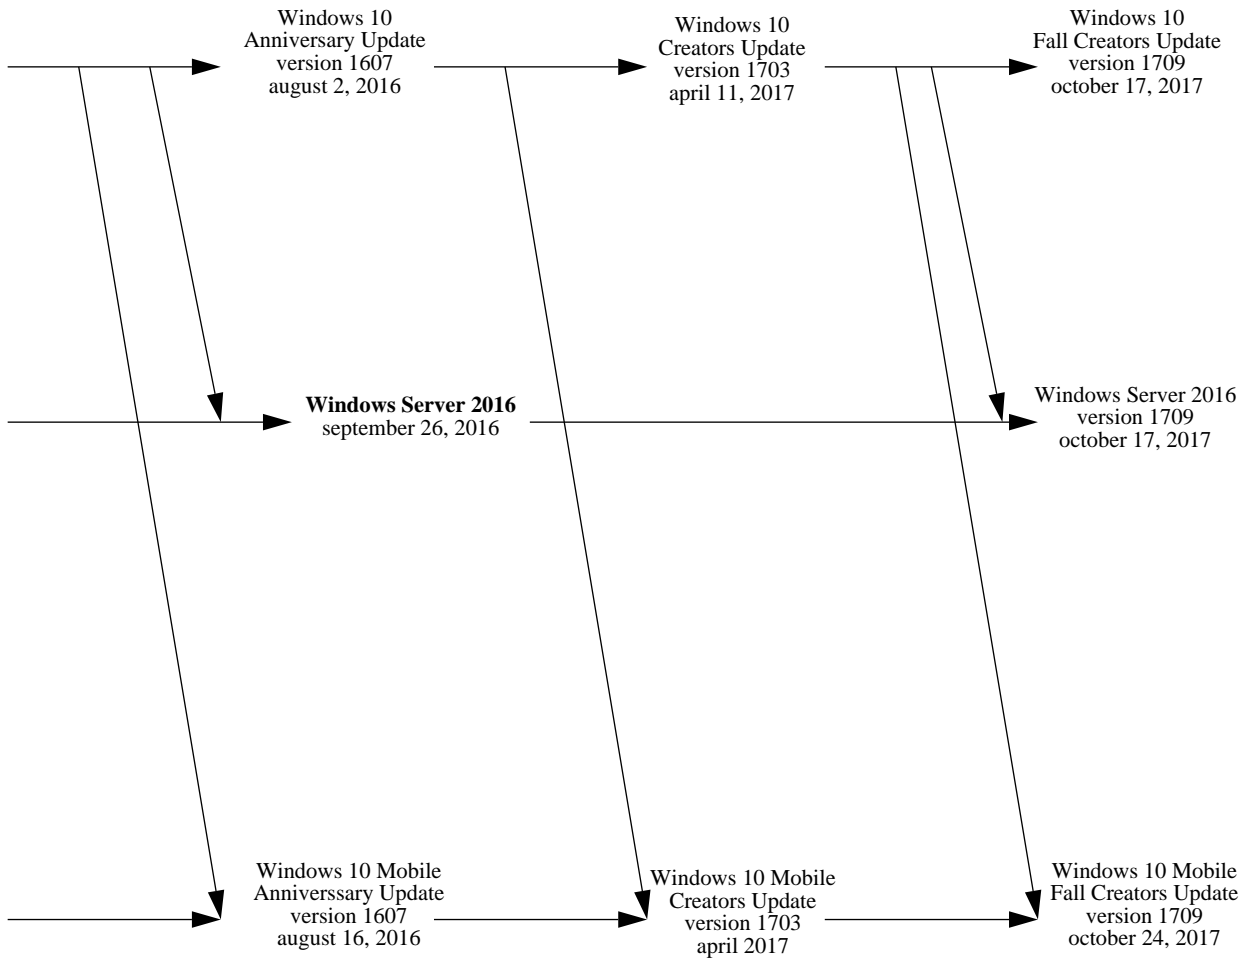 Windows 10
Anniversary Update
version 1607
august 2, 2016
Windows 10
Creators Update
version 1703
april 11, 2017
Windows 10
Fall Creators Update
version 1709
october 17, 2017
Windows Server 2016
september 26, 2016
Windows Server 2016
version 1709
october 17, 2017
Windows 10 Mobile
Anniverssary Update
version 1607
august 16, 2016
Windows 10 Mobile
Creators Update
version 1703
april 2017
Windows 10 Mobile
Fall Creators Update
version 1709
october 24, 2017